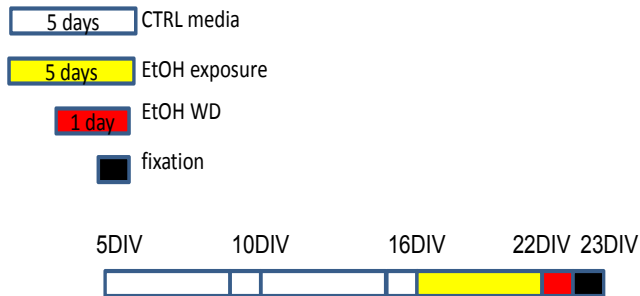 5 days CTRL media
5 days EtOH exposure
1 day EtOH WD
fixation
5DIV 10DIV 16DIV 22DIV 23DIV